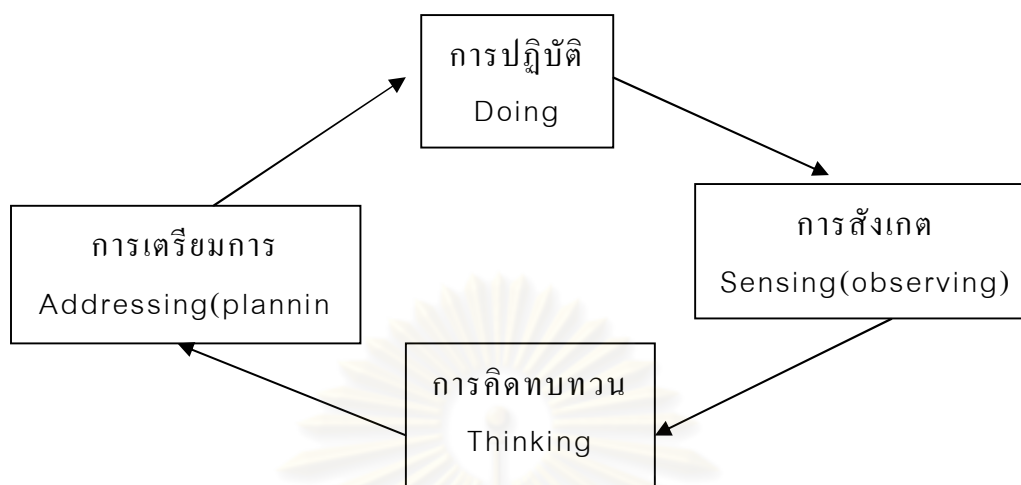 การปฏิบัติ
Doing
การสังเกต
Sensing(observing)
การเตรียมการ
Addressing(plannin
การคิดทบทวน
Thinking